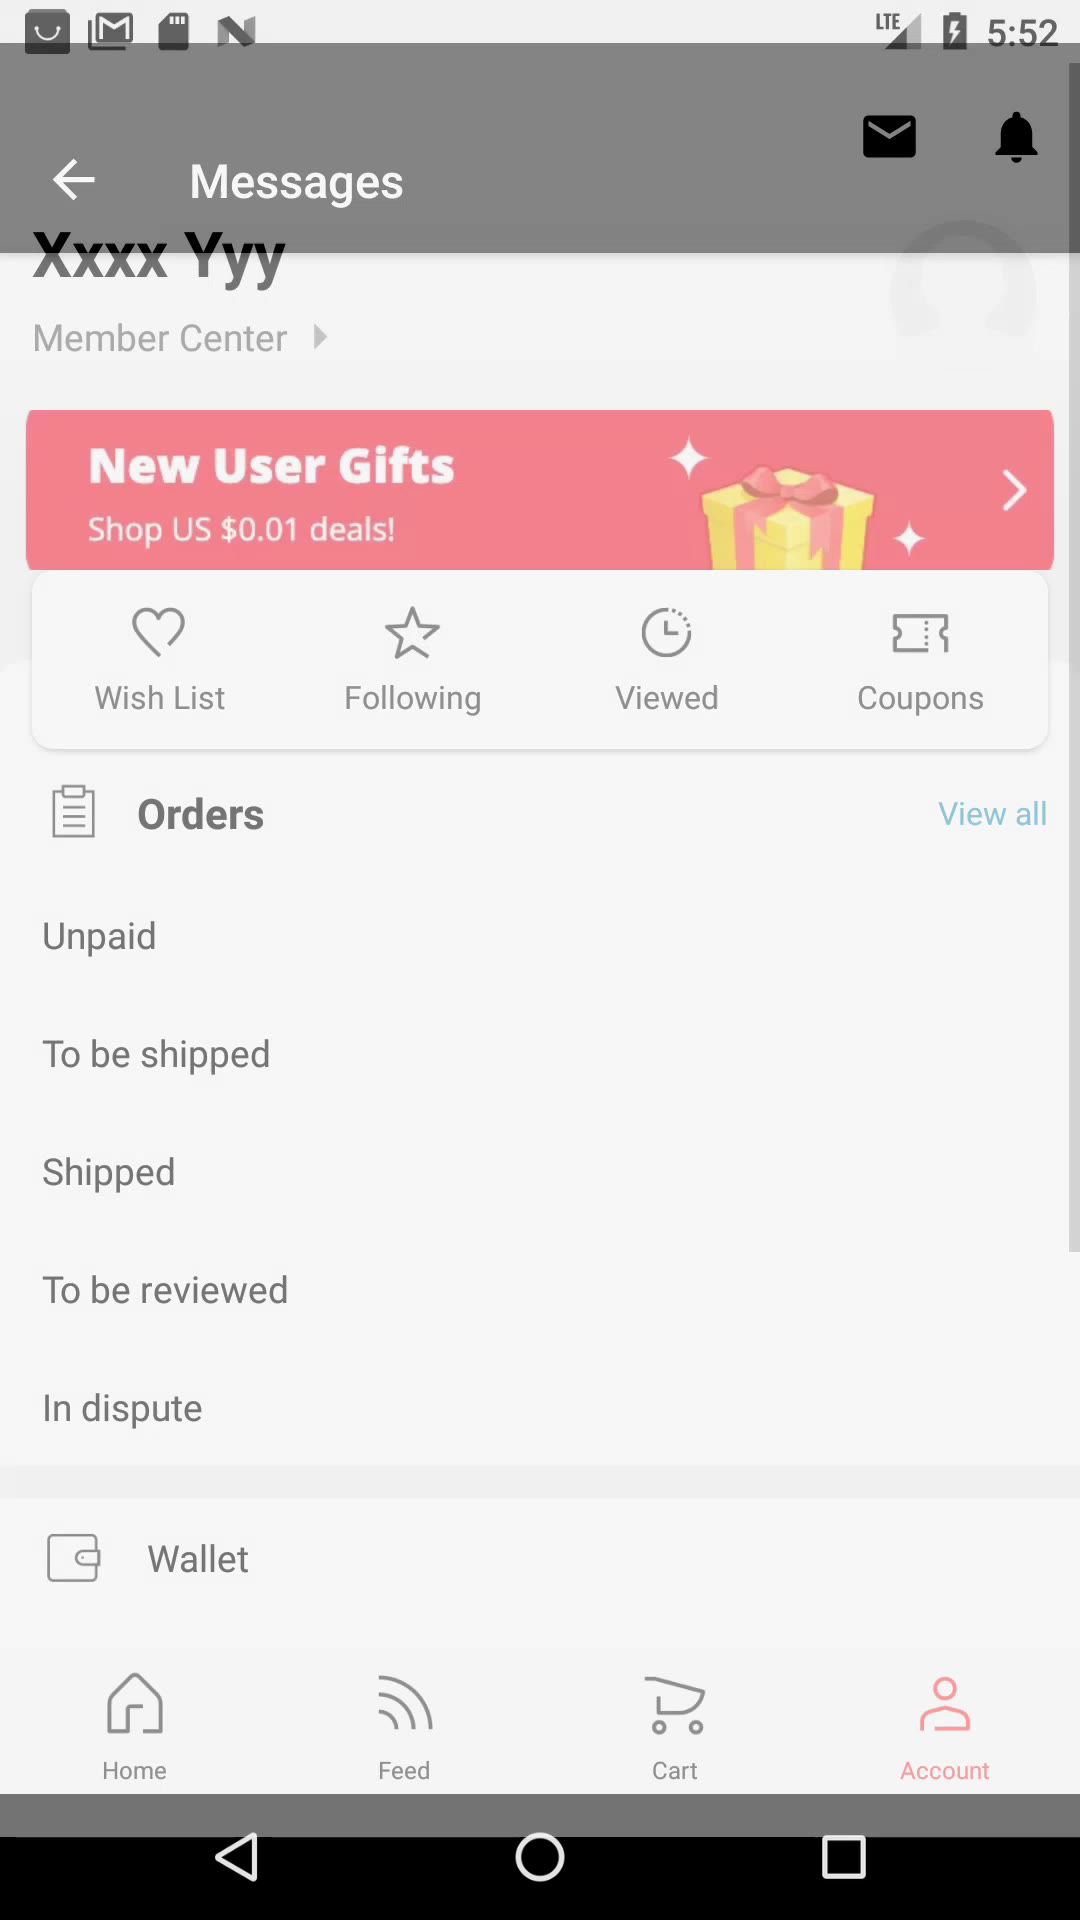 LTE 5:52
Messages
Xxxx Yyy
Member Center
New User Gifts
Shop US $0.01 deals!
Wish List Following Viewed Coupons
Orders View all
Unpaid
To be shipped
Shipped
To be reviewed
In dispute
Wallet
Home Feed Cart Account